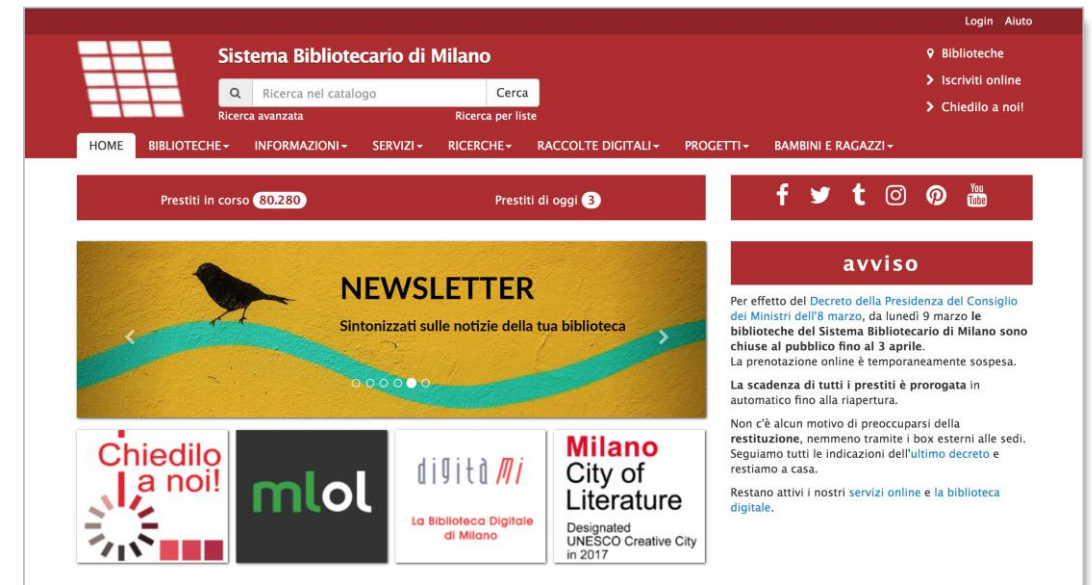 Login Aiuto
Sistema Bibliotecario di Milano
Ricerca nel catalogo Cerca
Ricerca avanzata Ricerca per liste
Biblioteche
Iscriviti online
Chiedilo a noi!
HOME BIBLIOTECHE INFORMAZIONI SERVIZI RICERCHE RACCOLTE DIGITALI PROGETTI BAMBINI E RAGAZZI
Prestiti in corso 80.280 Prestiti di oggi 3
f t You
Tube
NEWSLETTER
Sintonizzati sulle notizie della tua biblioteca
avviso
Per effetto del Decreto della Presidenza del Consiglio
dei Ministri dell'8 marzo, da lunedì 9 marzo le
biblioteche del Sistema Bibliotecario di Milano sono
chiuse al pubblico fino al 3 aprile.
La prenotazione online è temporaneamente sospesa.
La scadenza di tutti i prestiti è prorogata in
automatico fino alla riapertura.
Non c'è alcun motivo di preoccuparsi della
restituzione, nemmeno tramite i box esterni alle sedi.
Seguiamo tutti le indicazioni dell'ultimo decreto e
restiamo a casa.
Restano attivi i nostri servizi online e la biblioteca
digitale.
Chiedilo
a noi!
mlol
digitàMi
La Biblioteca Digitale
di Milano
Milano
City of
Literature
Designated
UNESCO Creative City
in 2017